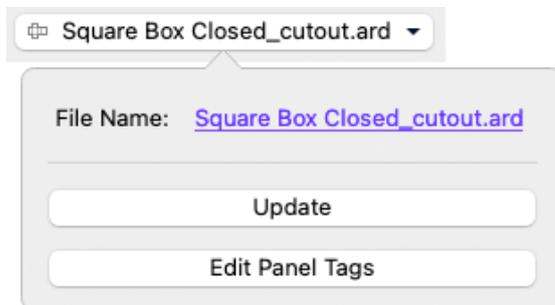 Square Box Closed_cutout.ard
File Name: Square Box Closed_cutout.ard
Update
Edit Panel Tags